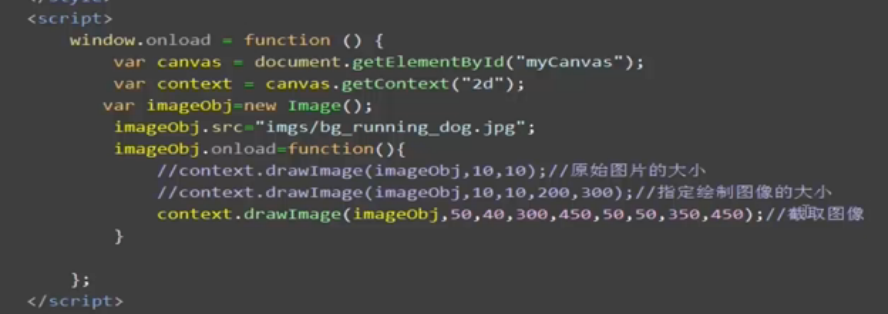 </style>
<script>
window.onload = function () {
var canvas = document.getElementById("myCanvas");
var context = canvas.getContext("2d");
var imageObj=new Image();
imageObj.src="imgs/bg_running_dog.jpg";
imageObj.onload=function(){
//context.drawImage(imageObj,10,10);//原始图片的大小
//context.drawImage(imageObj,10,10,200,300);//指定绘制图像的大小
context.drawImage(imageObj,50,40,300,450,50,50,350,450);//截取图像
}
};
</script>